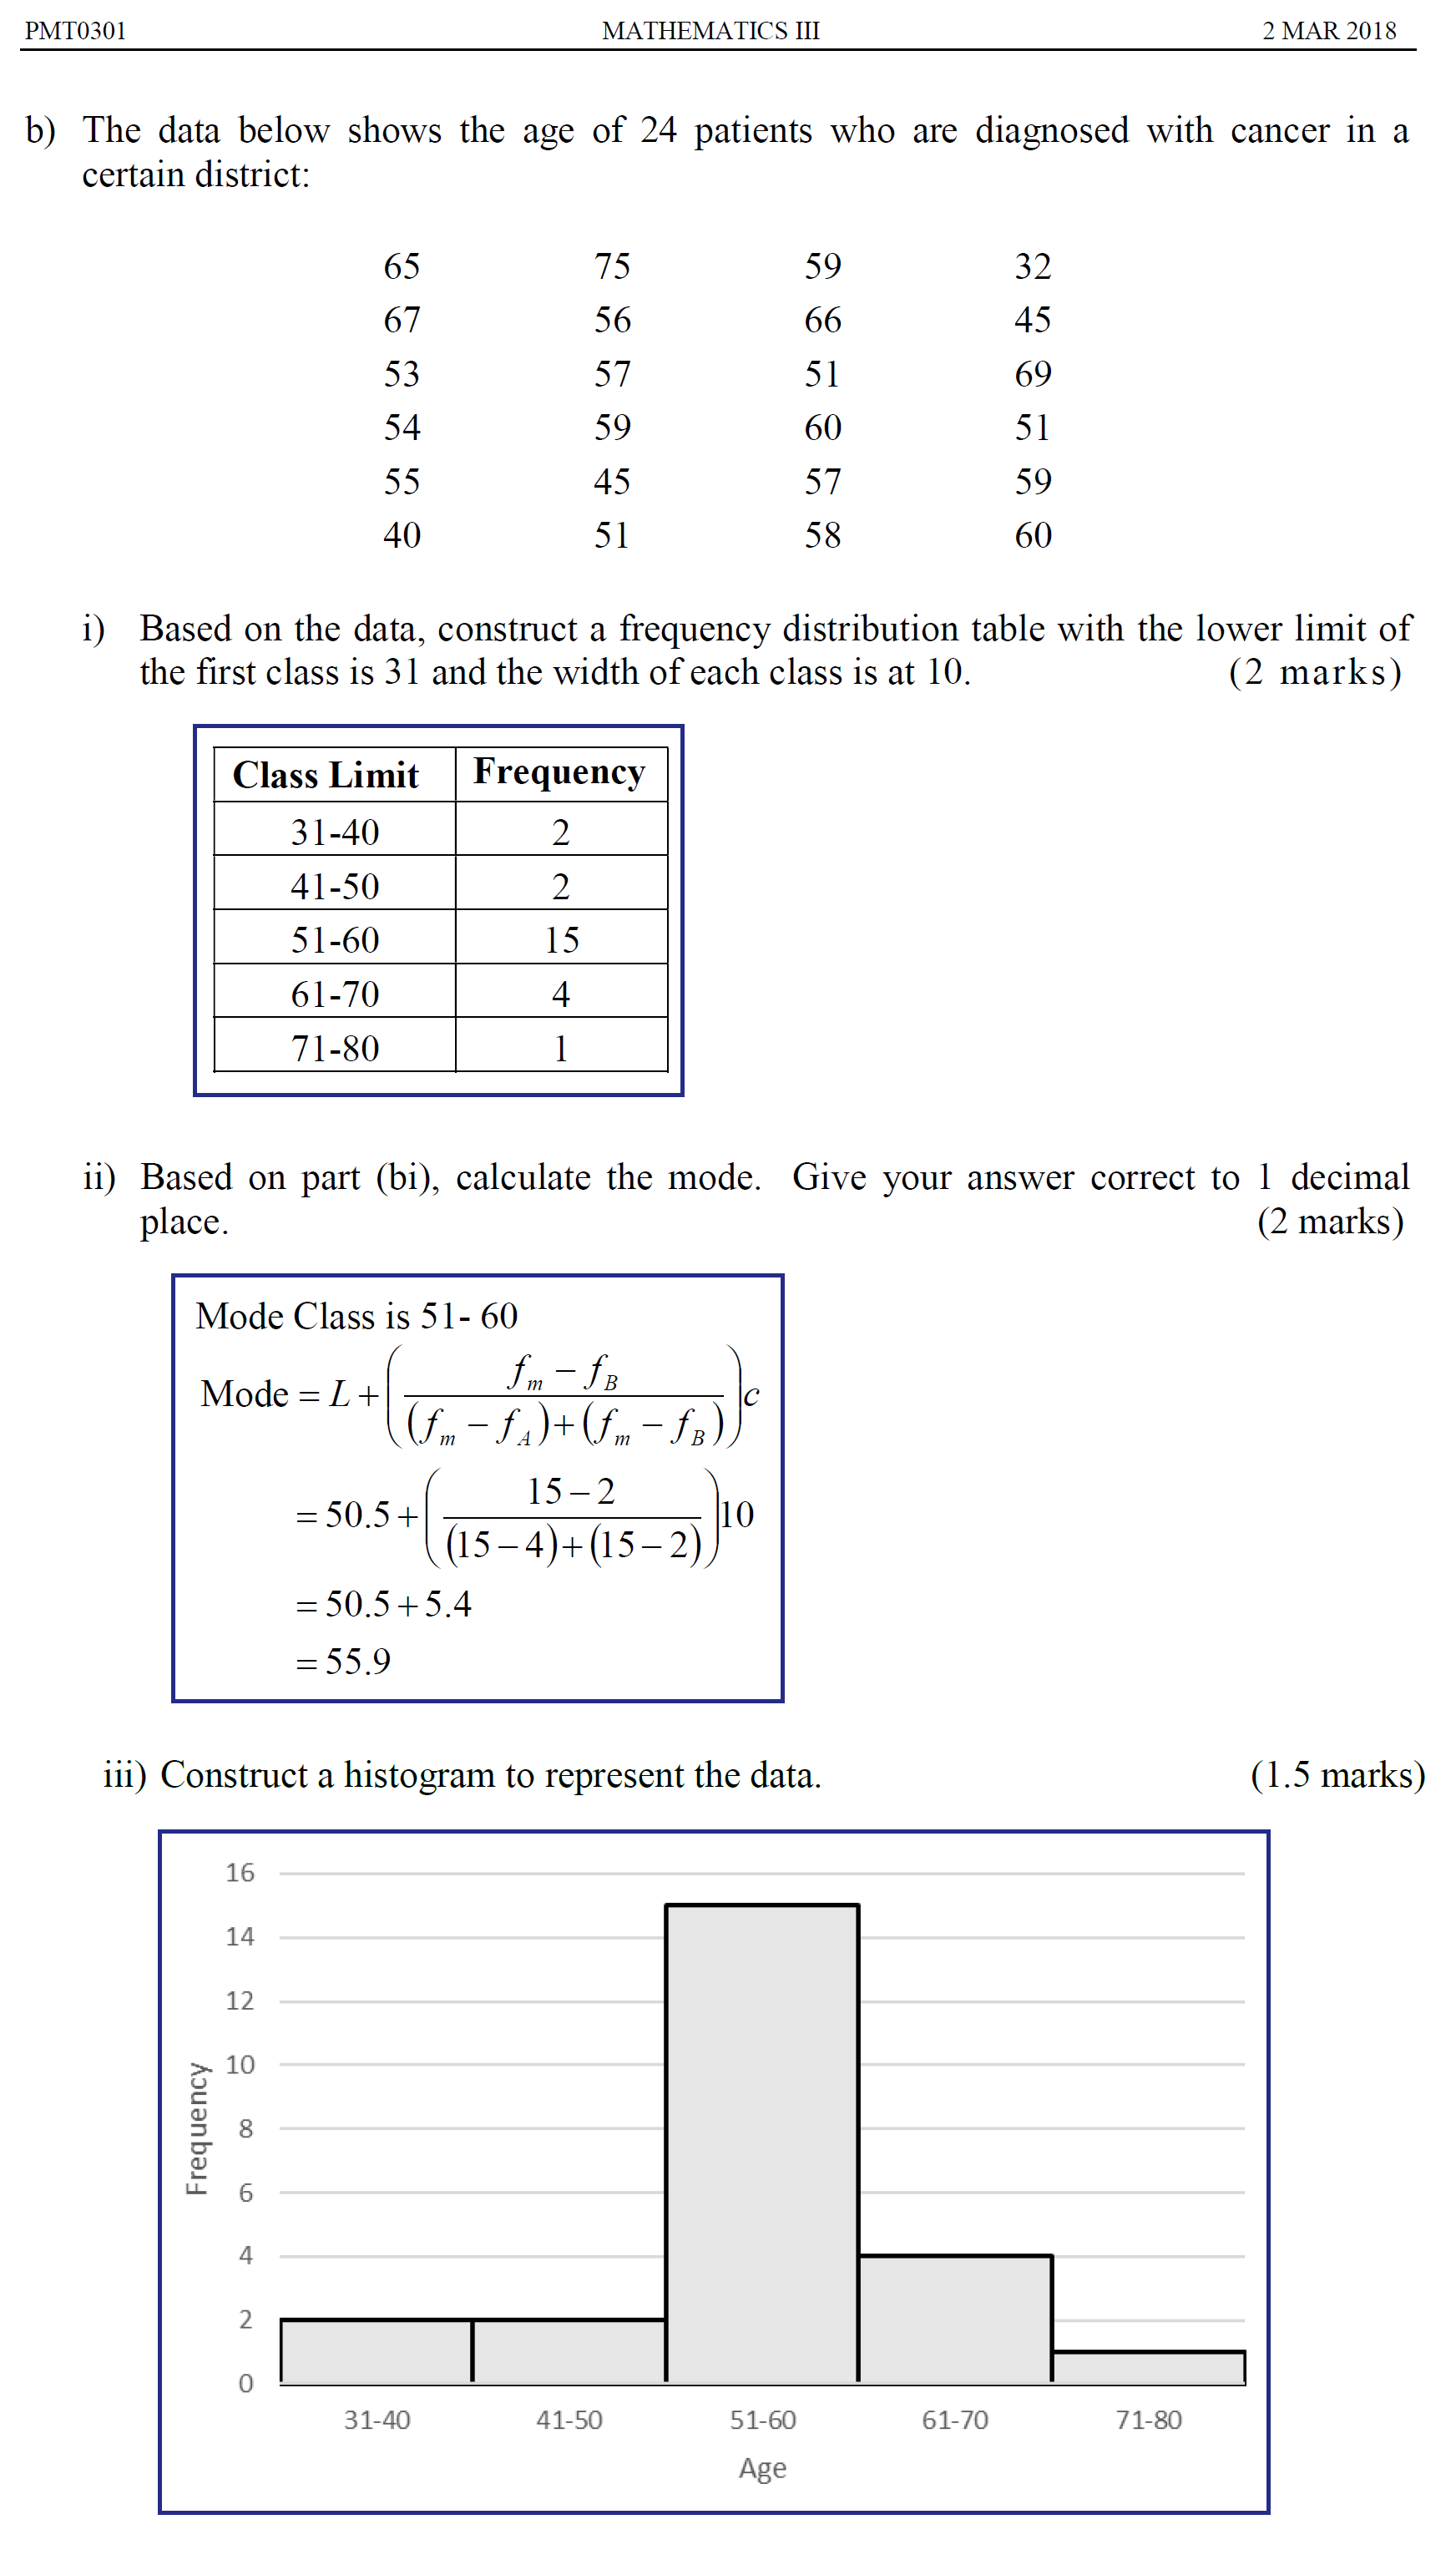 PMT0301 MATHEMATICS III 2 MAR 2018
b) The data below shows the age of 24 patients who are diagnosed with cancer in a
certain district:
65 75 59 32
67 56 66 45
53 57 51 69
54 59 60 51
55 45 57 59
40 51 58 60
i) Based on the data, construct a frequency distribution table with the lower limit of
the first class is 31 and the width of each class is at 10. (2 marks)
Class Limit Frequency
31-40 2
41-50 2
51-60 15
61-70 4
71-80 1
ii) Based on part (bi), calculate the mode. Give your answer correct to 1 decimal
place. (2 marks)
Mode Class is 51- 60
Mode = L + ( (f_m − f_B) / ((f_m − f_A) + (f_m − f_B)) ) c
= 50.5 + ( (15 − 2) / ((15 − 4) + (15 − 2)) ) 10
= 50.5 + 5.4
= 55.9
iii) Construct a histogram to represent the data. (1.5 marks)
16
14
12
10
8
6
4
2
0
Frequency
31-40 41-50 51-60 61-70 71-80
Age